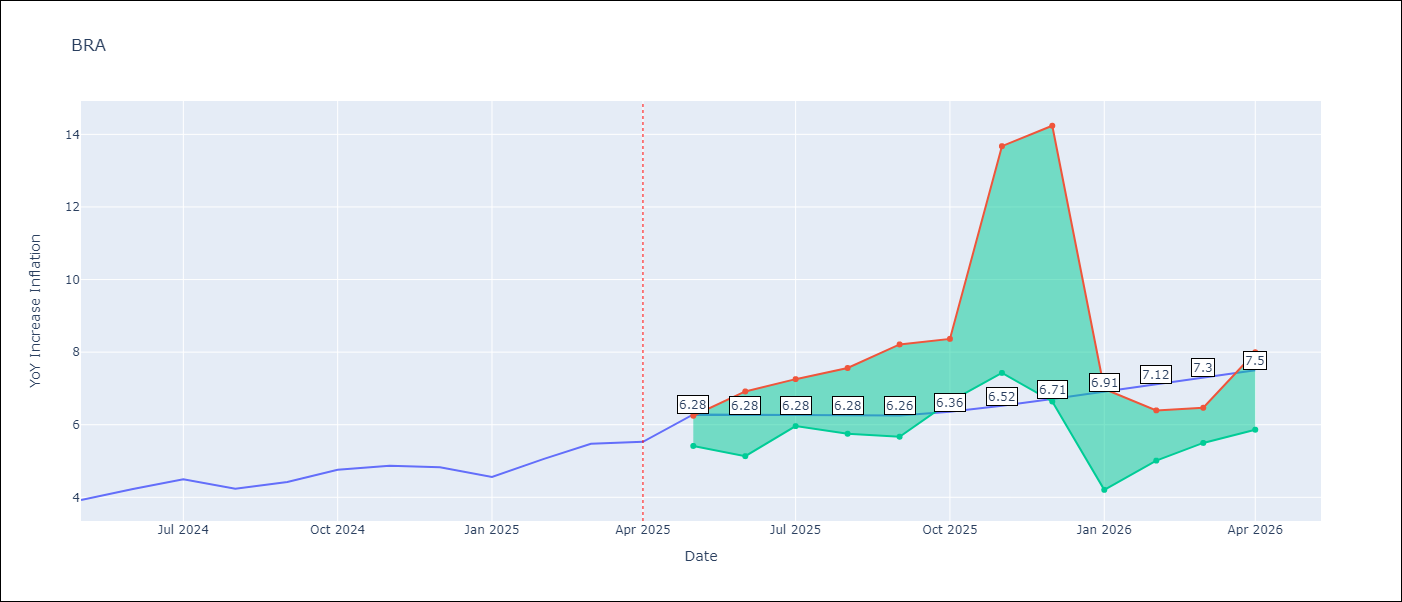 BRA
YoY Increase Inflation
14
12
10
8
6
4
6.28
6.28
6.28
6.28
6.26
6.36
6.52
6.71
6.91
7.12
7.3
7.5
Jul 2024
Oct 2024
Jan 2025
Apr 2025
Jul 2025
Oct 2025
Jan 2026
Apr 2026
Date